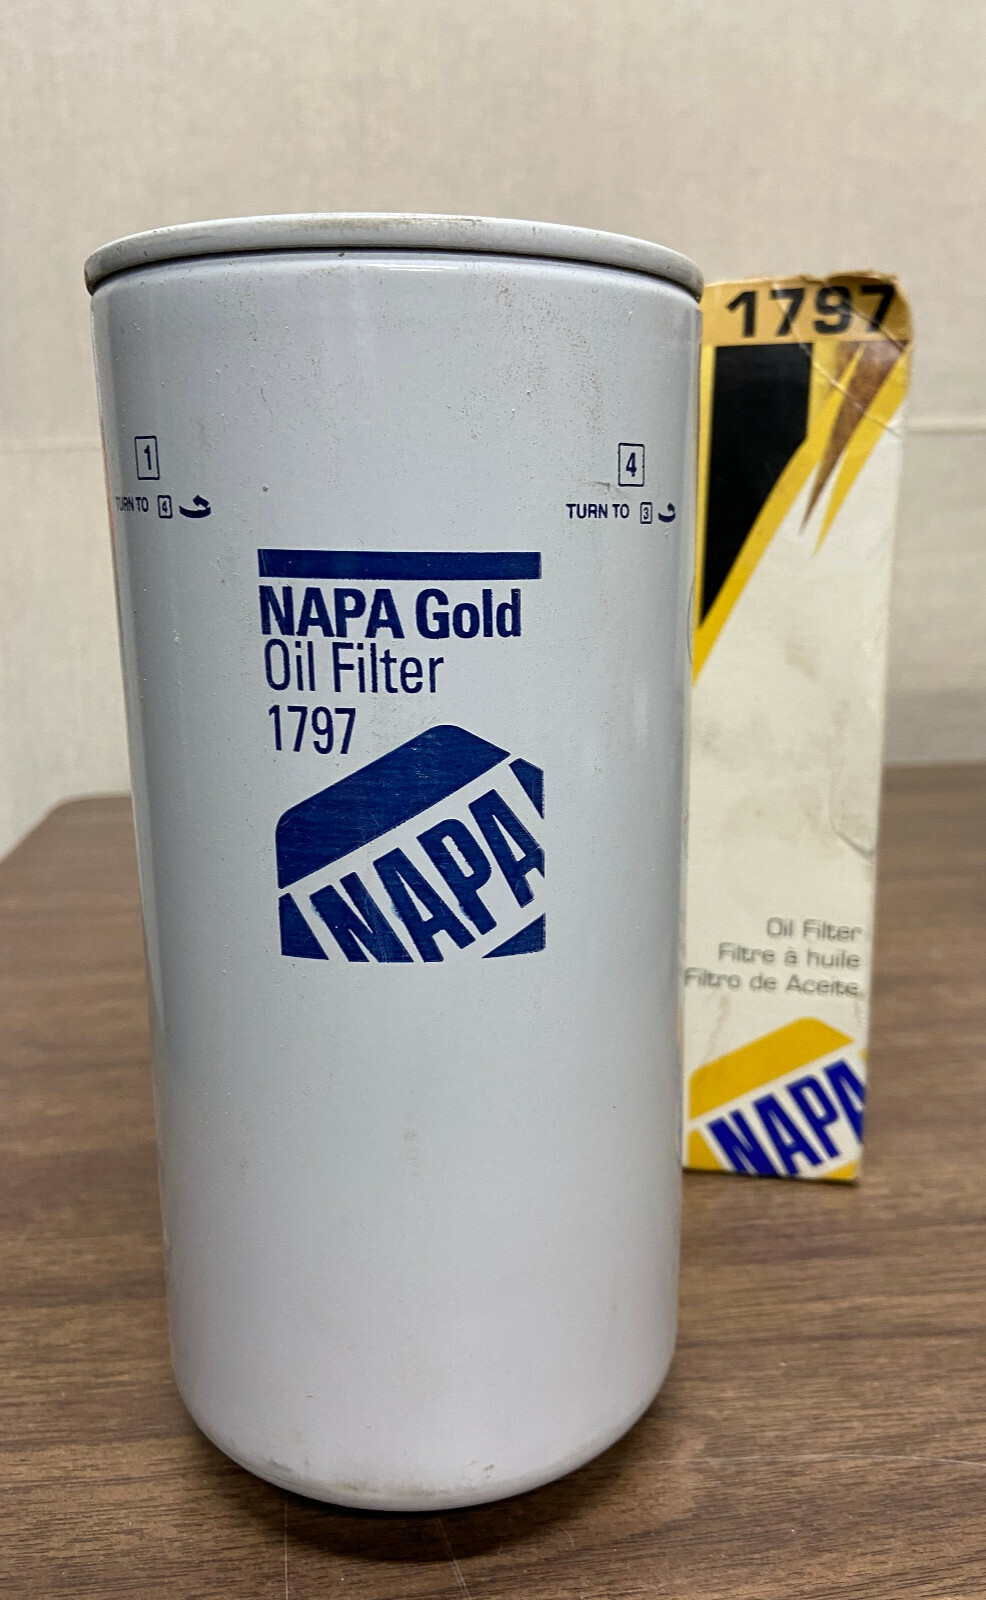 1
TURN TO 4
4
TURN TO 3
NAPA Gold
Oil Filter
1797
NAPA
1797
Oil Filter
Filtre à huile
Filtro de Aceite
NAPA